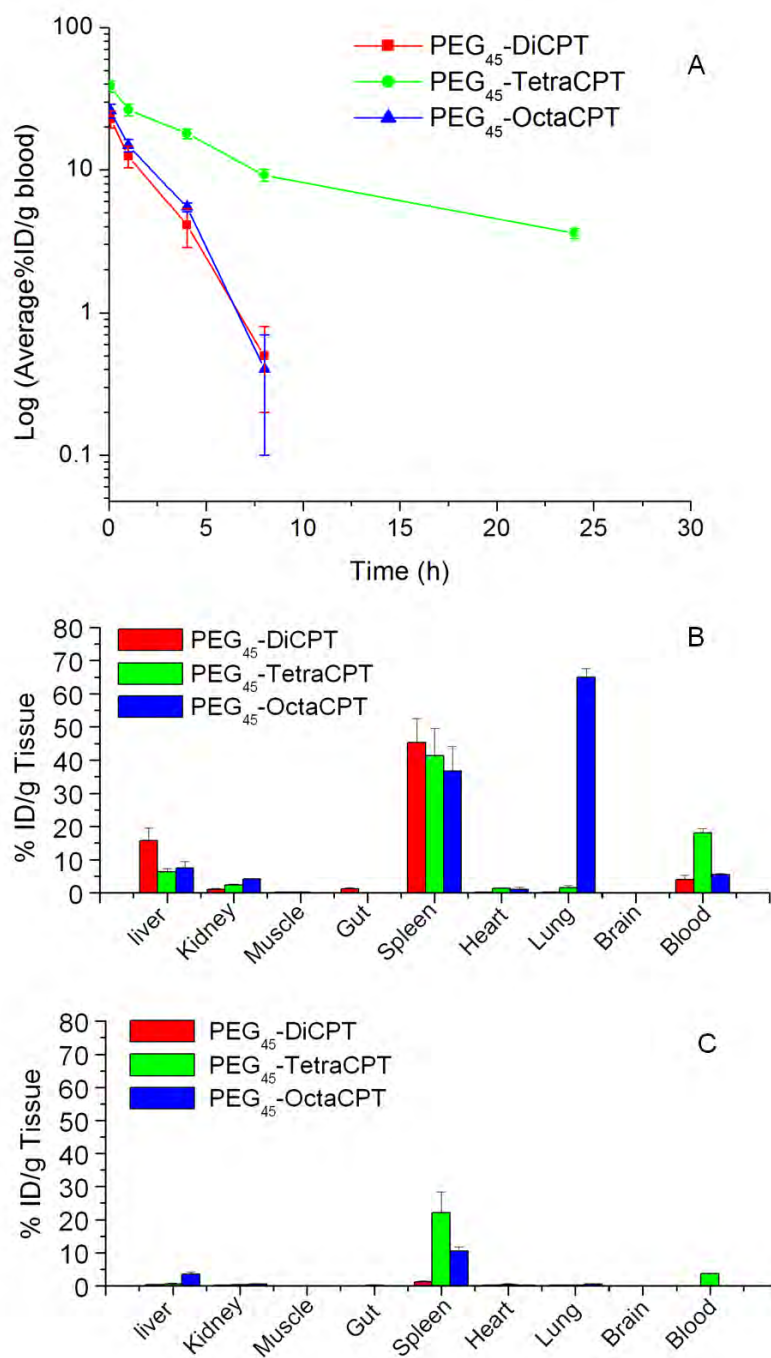 100
10
1
0.1
Log (Average%ID/g blood)
PEG45-DiCPT
PEG45-TetraCPT
PEG45-OctaCPT
A
0 5 10 15 20 25 30
Time (h)
80
70
60
50
40
30
20
10
0
% ID/g Tissue
PEG45-DiCPT
PEG45-TetraCPT
PEG45-OctaCPT
B
liver Kidney Muscle Gut Spleen Heart Lung Brain Blood
80
70
60
50
40
30
20
10
0
% ID/g Tissue
PEG45-DiCPT
PEG45-TetraCPT
PEG45-OctaCPT
C
liver Kidney Muscle Gut Spleen Heart Lung Brain Blood